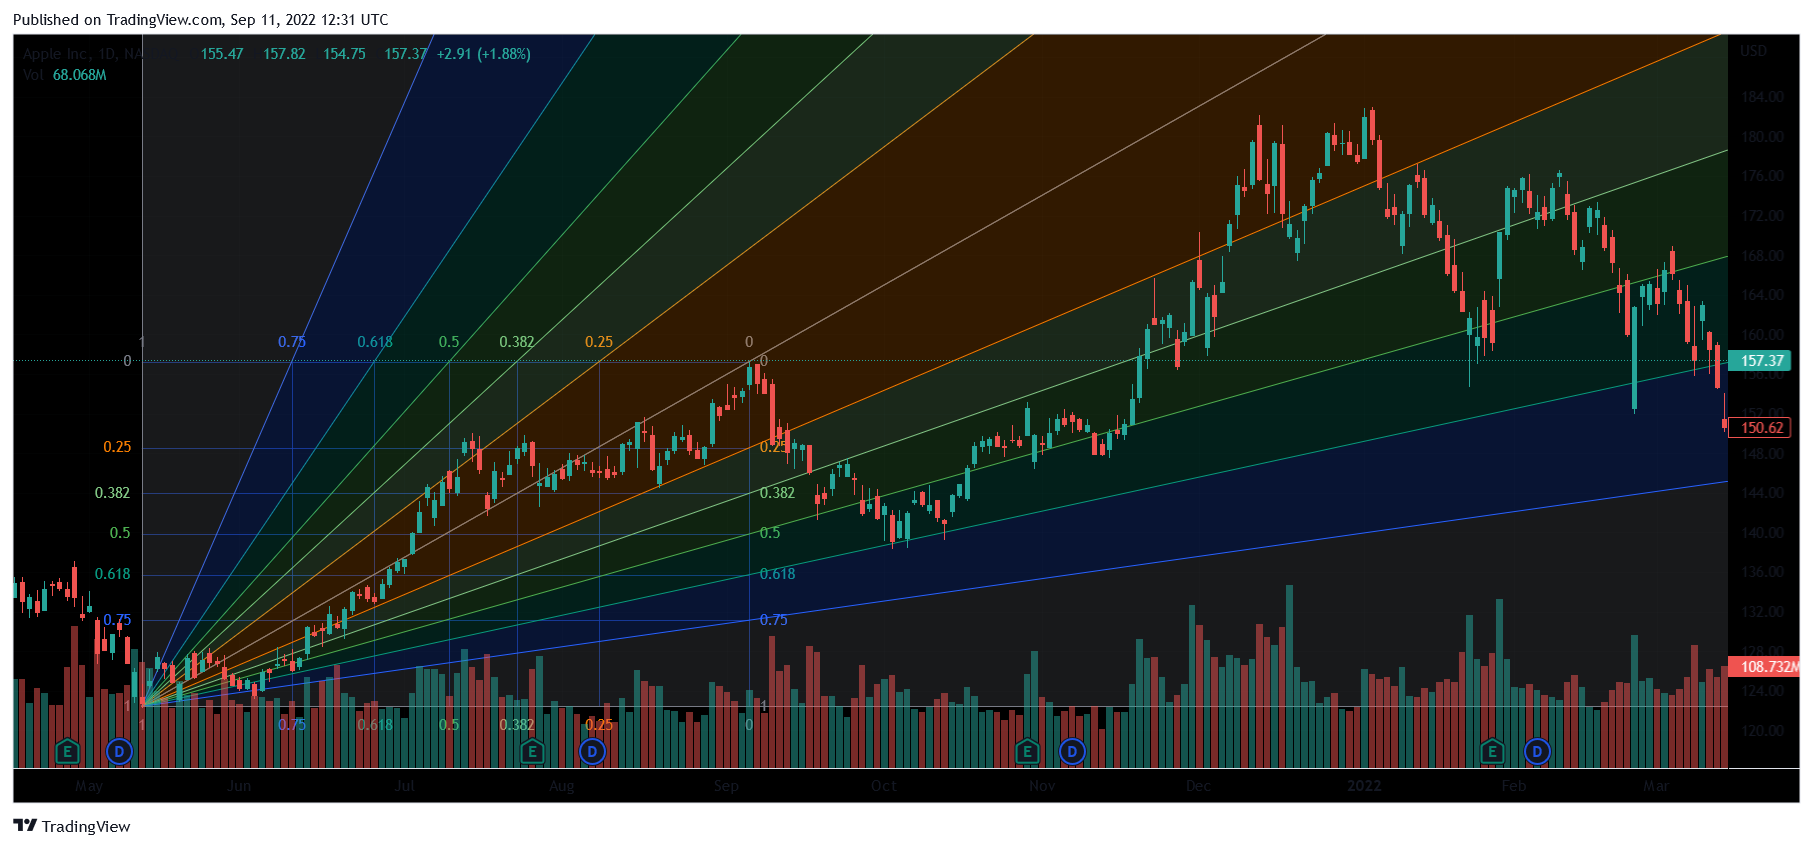 Published on TradingView.com, Sep 11, 2022 12:31 UTC
Apple Inc, 1D, NA 155.47 157.82 154.75 157.37 +2.91 (+1.88%)
USD
Vol 68.068M
184.00
180.00
176.00
172.00
168.00
164.00
160.00
1 0.75 0.618 0.5 0.382 0.25 0
0 0 157.37
156.00
152.00
150.62
0.25 0.25
148.00
0.382 0.382 144.00
0.5 0.5 140.00
0.618 0.618 136.00
132.00
0.75 0.75
128.00
108.732M
124.00
1 1
1 0.75 0.618 0.5 0.382 0.25 0
120.00
E D E D E D E D
May Jun Jul Aug Sep Oct Nov Dec 2022 Feb Mar
TradingView